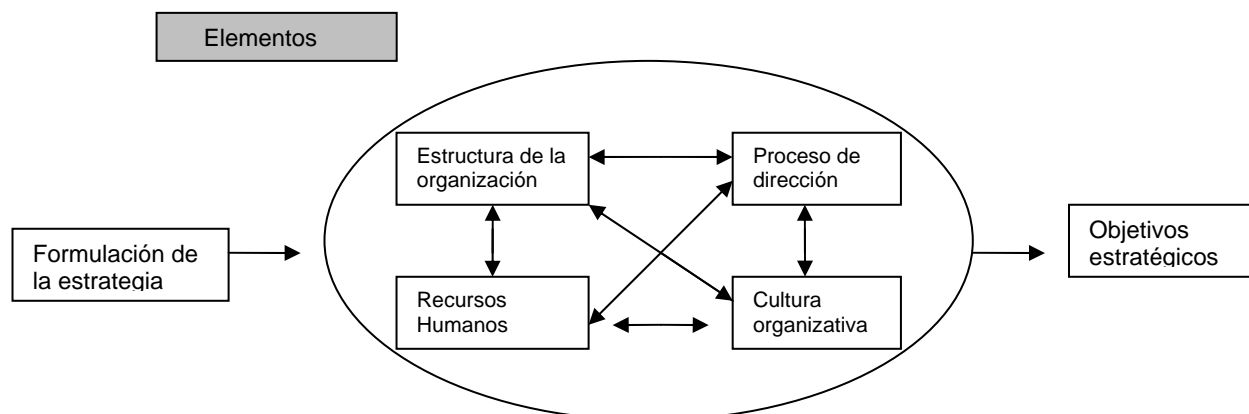 Elementos
Estructura de la
organización
Proceso de
dirección
Formulación de
la estrategia
Objetivos
estratégicos
Recursos
Humanos
Cultura
organizativa